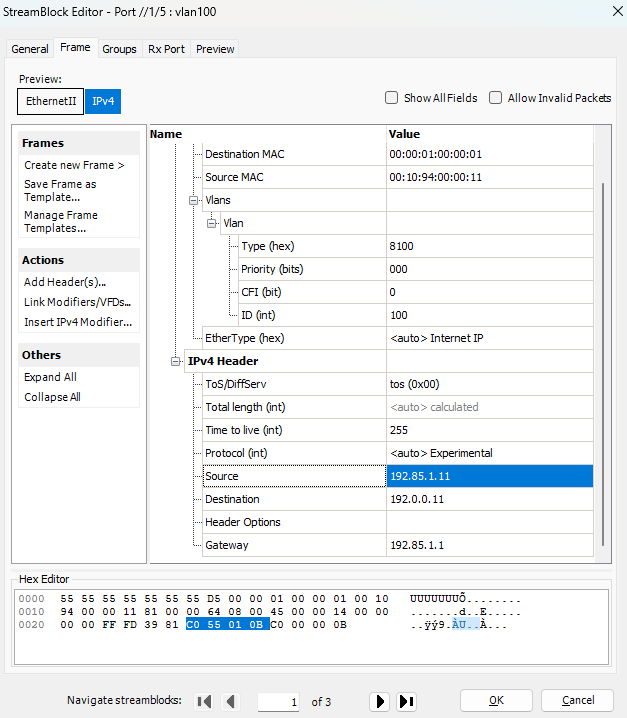 StreamBlock Editor - Port //1/5 : vlan100
General Frame Groups Rx Port Preview
Preview:
EthernetII IPv4
Show All Fields Allow Invalid Packets
Frames
Create new Frame >
Save Frame as
Template...
Manage Frame
Templates...
Actions
Add Header(s)...
Link Modifiers/VFDs...
Insert IPv4 Modifier...
Others
Expand All
Collapse All
Name Value
Destination MAC 00:00:01:00:00:01
Source MAC 00:10:94:00:00:11
Vlans
Vlan
Type (hex) 8100
Priority (bits) 000
CFI (bit) 0
ID (int) 100
EtherType (hex) <auto> Internet IP
IPv4 Header
ToS/DiffServ tos (0x00)
Total length (int) <auto> calculated
Time to live (int) 255
Protocol (int) <auto> Experimental
Source 192.85.1.11
Destination 192.0.0.11
Header Options
Gateway 192.85.1.1
Hex Editor
0000 55 55 55 55 55 55 55 D5 00 00 01 00 00 01 00 10 UUUUUUUÕ........
0010 94 00 00 11 81 00 00 64 08 00 45 00 00 14 00 00 .......d..E.....
0020 00 00 FF FD 39 81 C0 55 01 0B C0 00 00 0B ..ÿý9.ÀU..À...
Navigate streamblocks: 1 of 3 OK Cancel